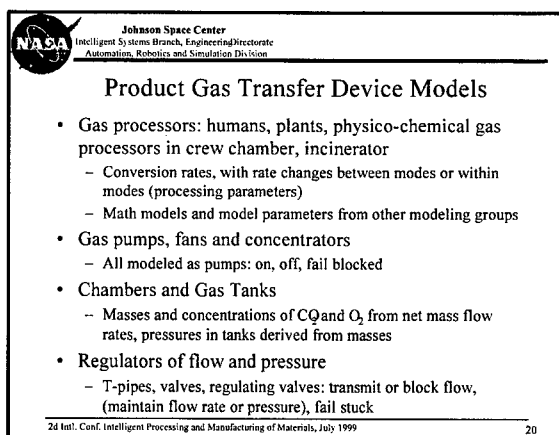 NASA
Johnson Space Center
Intelligent Systems Branch, Engineering Directorate
Automation, Robotics and Simulation Division
Product Gas Transfer Device Models
• Gas processors: humans, plants, physico-chemical gas
processors in crew chamber, incinerator
– Conversion rates, with rate changes between modes or within
modes (processing parameters)
– Math models and model parameters from other modeling groups
• Gas pumps, fans and concentrators
– All modeled as pumps: on, off, fail blocked
• Chambers and Gas Tanks
– Masses and concentrations of CO₂ and O₂ from net mass flow
rates, pressures in tanks derived from masses
• Regulators of flow and pressure
– T-pipes, valves, regulating valves: transmit or block flow,
(maintain flow rate or pressure), fail stuck
2d Intl. Conf. Intelligent Processing and Manufacturing of Materials, July 1999 20